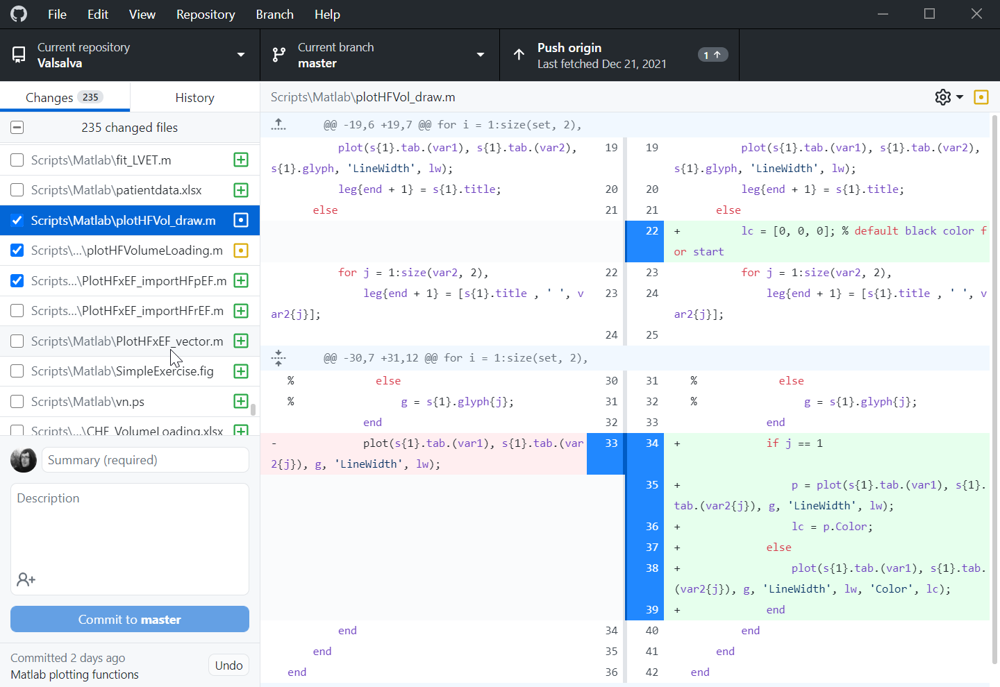 File Edit View Repository Branch Help
Current repository
Valsalva
Current branch
master
Push origin
Last fetched Dec 21, 2021
1
Changes 235
History
235 changed files
Scripts\Matlab\fit_LVET.m
Scripts\Matlab\patientdata.xlsx
Scripts\Matlab\plotHFVol_draw.m
Scripts\...\plotHFVolumeLoading.m
Scripts...\PlotHFxEF_importHFpEF.m
Scripts...\PlotHFxEF_importHFrEF.m
Scripts\Matlab\PlotHFxEF_vector.m
Scripts\Matlab\SimpleExercise.fig
Scripts\Matlab\vn.ps
Scripts\...\CHF_VolumeLoading.xlsx
Summary (required)
Description
Commit to master
Committed 2 days ago
Matlab plotting functions
Undo
Scripts\Matlab\plotHFVol_draw.m
@@ -19,6 +19,7 @@ for i = 1:size(set, 2),
plot(s{1}.tab.(var1), s{1}.tab.(var2), 19
s{1}.glyph, 'LineWidth', lw);
leg{end + 1} = s{1}.title; 20
else 21
for j = 1:size(var2, 2), 22
leg{end + 1} = [s{1}.title , ' ', v 23
ar2{j}];
24
19 plot(s{1}.tab.(var1), s{1}.tab.(var2),
s{1}.glyph, 'LineWidth', lw);
20 leg{end + 1} = s{1}.title;
21 else
22 + lc = [0, 0, 0]; % default black color f
or start
23 for j = 1:size(var2, 2),
24 leg{end + 1} = [s{1}.title , ' ', v
ar2{j}];
25
@@ -30,7 +31,12 @@ for i = 1:size(set, 2),
% else 30
% g = s{1}.glyph{j}; 31
end 32
- plot(s{1}.tab.(var1), s{1}.tab.(var 33
2{j}), g, 'LineWidth', lw);
end 34
end 35
end 36
31 % else
32 % g = s{1}.glyph{j};
33 end
34 + if j == 1
35 + p = plot(s{1}.tab.(var1), s{1}.
tab.(var2{j}), g, 'LineWidth', lw);
36 + lc = p.Color;
37 + else
38 + plot(s{1}.tab.(var1), s{1}.tab.
(var2{j}), g, 'LineWidth', lw, 'Color', lc);
39 + end
40 end
41 end
42 end